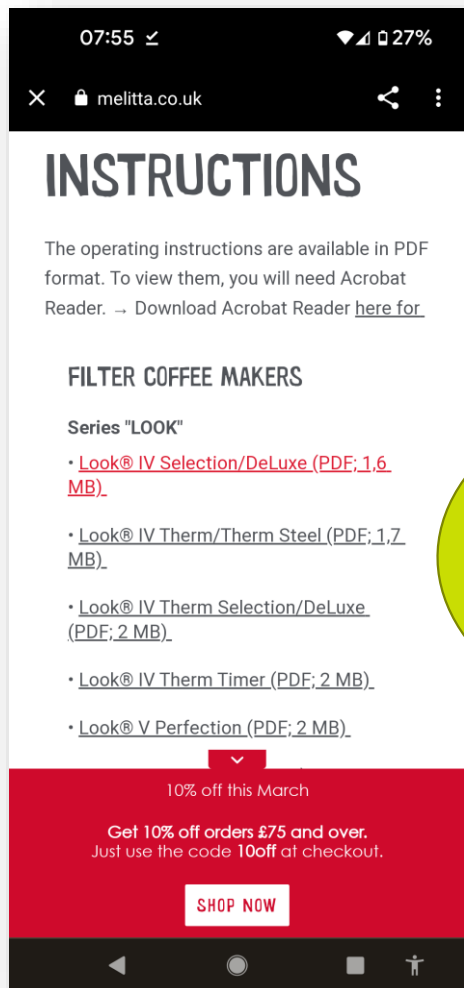 07:55
27%
melitta.co.uk
INSTRUCTIONS
The operating instructions are available in PDF
format. To view them, you will need Acrobat
Reader. → Download Acrobat Reader here for
FILTER COFFEE MAKERS
Series "LOOK"
• Look® IV Selection/DeLuxe (PDF; 1,6
MB)
• Look® IV Therm/Therm Steel (PDF; 1,7
MB)
• Look® IV Therm Selection/DeLuxe
(PDF; 2 MB)
• Look® IV Therm Timer (PDF; 2 MB)
• Look® V Perfection (PDF; 2 MB)
10% off this March
Get 10% off orders £75 and over.
Just use the code 10off at checkout.
SHOP NOW